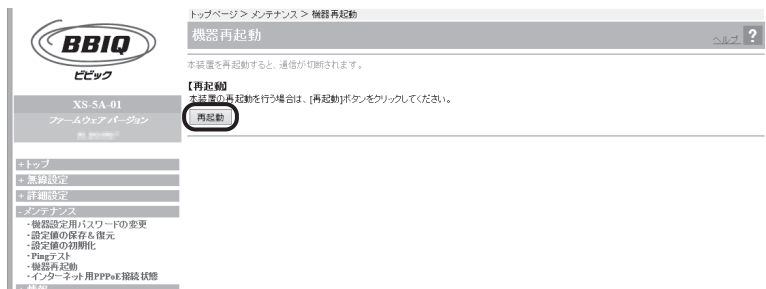 トップページ > メンテナンス > 機器再起動
機器再起動
ヘルプ ?
本装置を再起動すると、通信が切断されます。
【再起動】
本装置の再起動を行う場合は、[再起動]ボタンをクリックしてください。
再起動
BBIQ
ビビック
XS-5A-01
ファームウェアバージョン
+トップ
+ 無線設定
+ 詳細設定
- メンテナンス
・機器設定用パスワードの変更
・設定値の保存＆復元
・設定値の初期化
・Pingテスト
・機器再起動
・インターネット用PPPoE接続状態